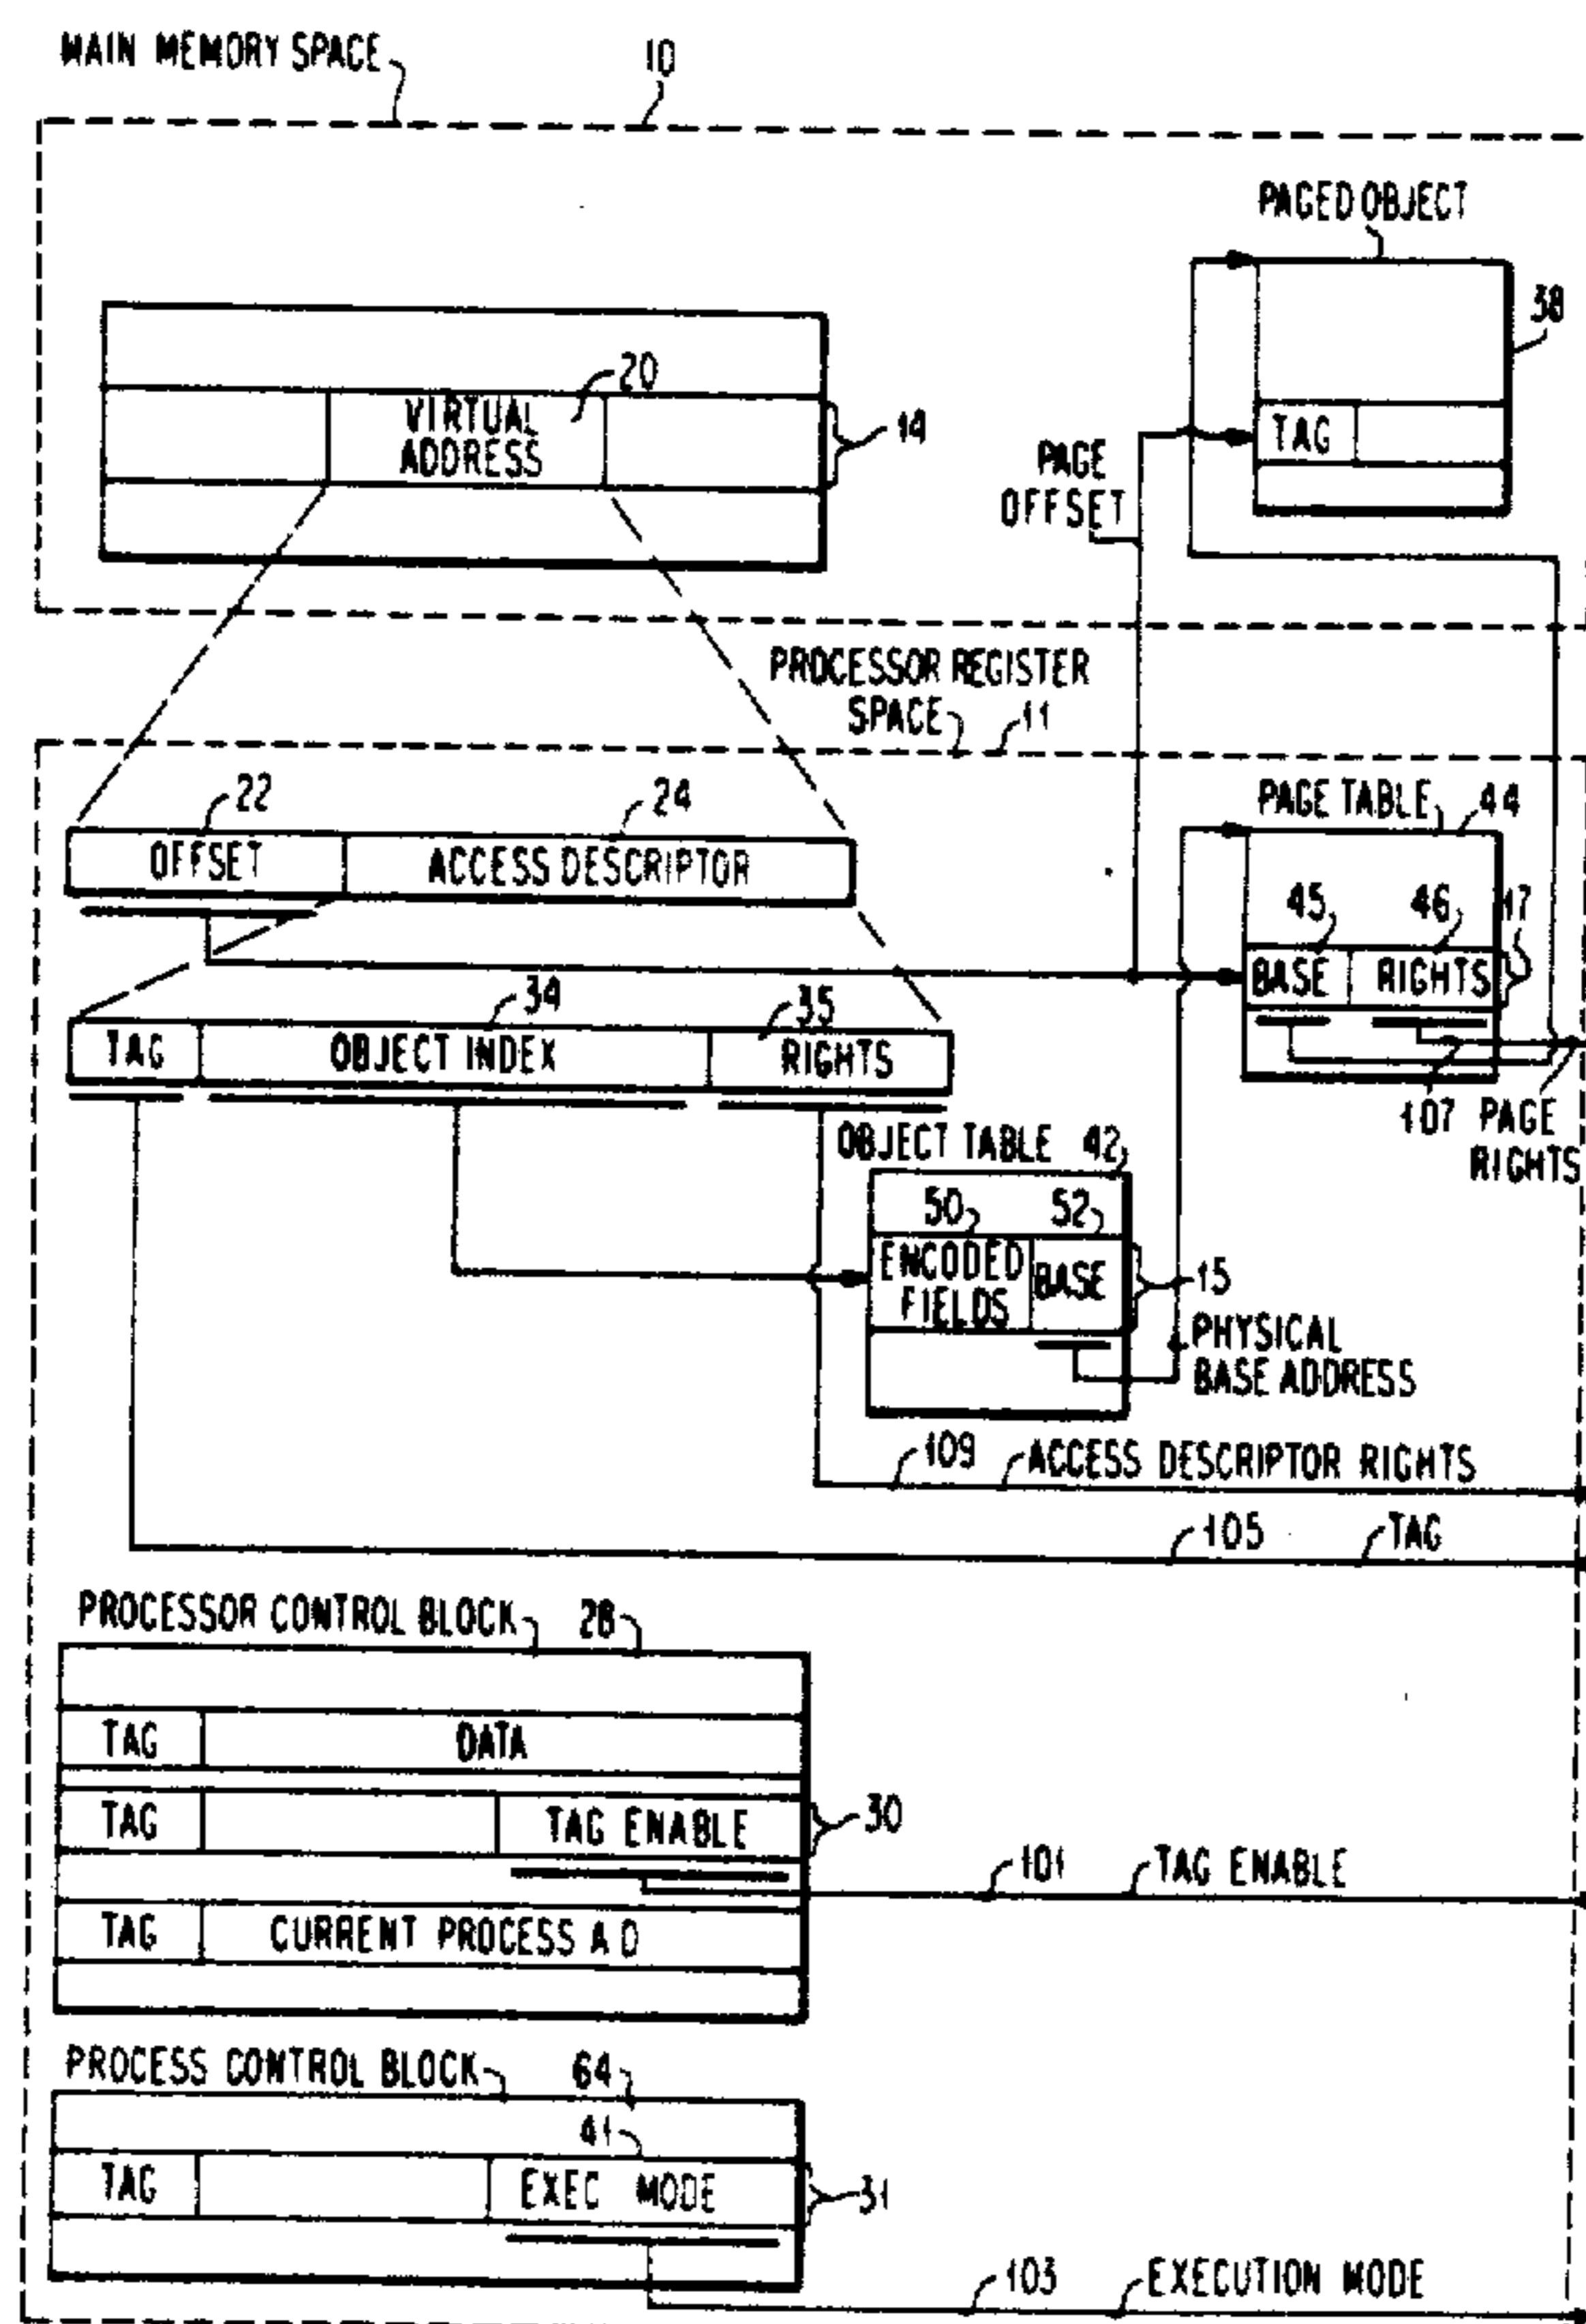 MAIN MEMORY SPACE
10
PAGED OBJECT
38
20
VIRTUAL
ADDRESS
14
TAG
PAGE
OFFSET
PROCESSOR REGISTER
SPACE
11
22
24
PAGE TABLE
44
OFFSET
ACCESS DESCRIPTOR
45
46
17
BASE
RIGHTS
34
35
TAG
OBJECT INDEX
RIGHTS
107
PAGE
RIGHTS
OBJECT TABLE
42
50
52
ENCODED
FIELDS
BASE
15
PHYSICAL
BASE ADDRESS
109
ACCESS DESCRIPTOR RIGHTS
105
TAG
PROCESSOR CONTROL BLOCK
28
TAG
DATA
TAG
TAG ENABLE
30
101
TAG ENABLE
TAG
CURRENT PROCESS A D
PROCESS CONTROL BLOCK
64
41
TAG
EXEC MODE
31
103
EXECUTION MODE